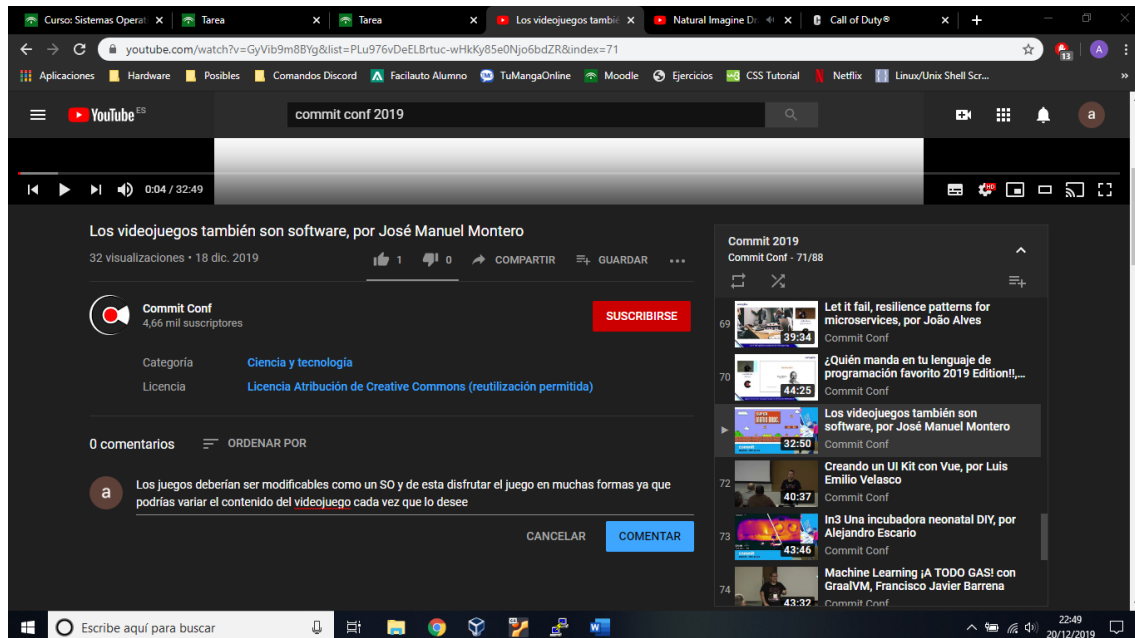 Curso: Sistemas Operati
Tarea
Tarea
Los videojuegos tambié
Natural Imagine Dr
Call of Duty®
youtube.com/watch?v=GyVib9m8BYg&list=PLu976vDeELBrtuc-wHkKy85e0Njo6bdZR&index=71
13
A
Aplicaciones Hardware Posibles Comandos Discord Facilauto Alumno TuMangaOnline Moodle Ejercicios CSS Tutorial Netflix Linux/Unix Shell Scr... »
YouTube ES
commit conf 2019
a
0:04 / 32:49
HD
Los videojuegos también son software, por José Manuel Montero
32 visualizaciones • 18 dic. 2019
1 0 COMPARTIR GUARDAR
Commit Conf
4,66 mil suscriptores
SUSCRIBIRSE
Categoría Ciencia y tecnología
Licencia Licencia Atribución de Creative Commons (reutilización permitida)
0 comentarios ORDENAR POR
a
Los juegos deberían ser modificables como un SO y de esta disfrutar el juego en muchas formas ya que
podrías variar el contenido del videojuego cada vez que lo desee
CANCELAR COMENTAR
Commit 2019
Commit Conf - 71/88
69
39:34
Let it fail, resilience patterns for
microservices, por João Alves
Commit Conf
70
44:25
¿Quién manda en tu lenguaje de
programación favorito 2019 Edition!!,...
Commit Conf
32:50
Los videojuegos también son
software, por José Manuel Montero
Commit Conf
72
40:37
Creando un UI Kit con Vue, por Luis
Emilio Velasco
Commit Conf
73
43:46
In3 Una incubadora neonatal DIY, por
Alejandro Escario
Commit Conf
74
43:32
Machine Learning ¡A TODO GAS! con
GraalVM, Francisco Javier Barrena
Commit Conf
Escribe aquí para buscar
22:49
20/12/2019